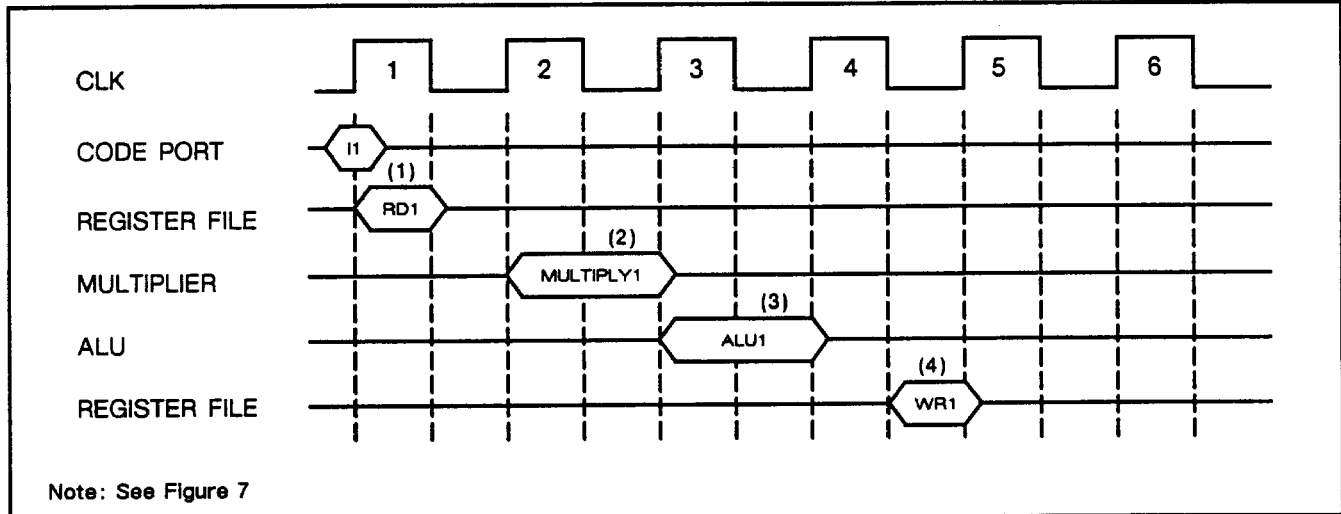 CLK 1 2 3 4 5 6
CODE PORT I1
(1)
REGISTER FILE RD1
(2)
MULTIPLIER MULTIPLY1
(3)
ALU ALU1
(4)
REGISTER FILE WR1
Note: See Figure 7